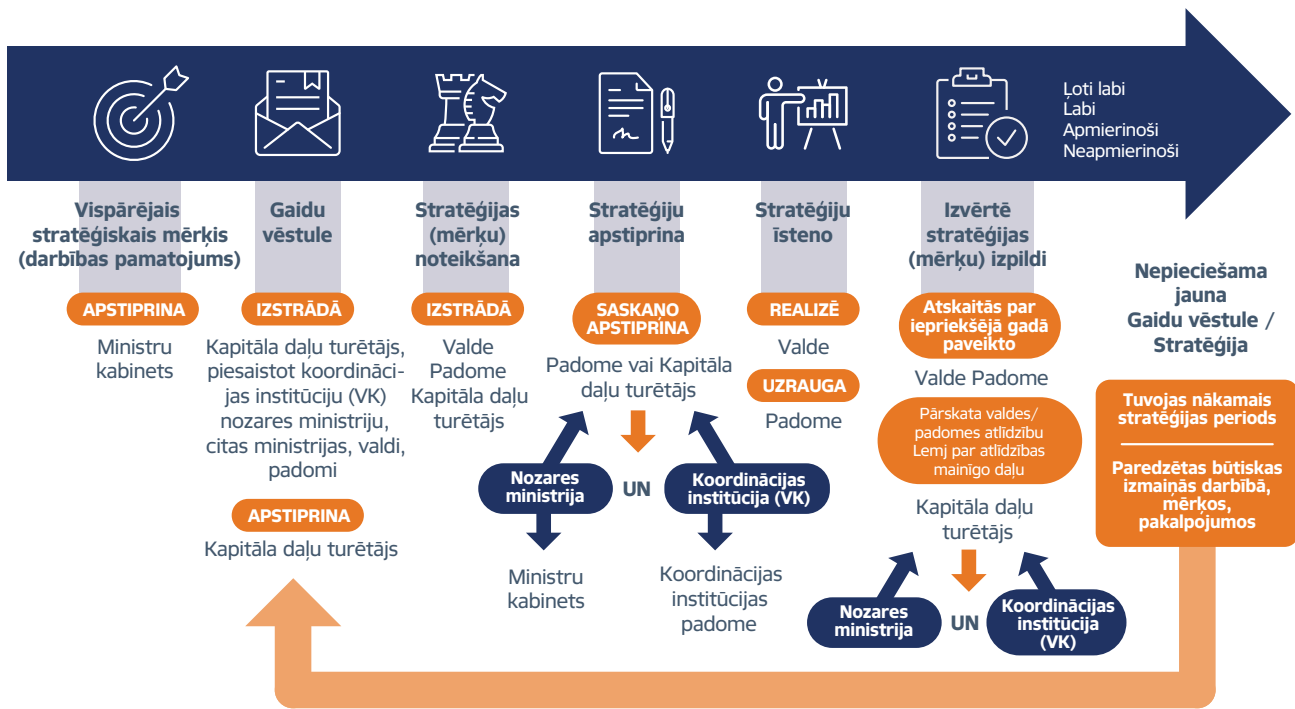 Ļoti labi
Labi
Apmierinoši
Neapmierinoši
Vispārējais
stratēģiskais mērķis
(darbības pamatojums)
APSTIPRINA
Ministru
kabinets
Gaidu
vēstule
IZSTRĀDĀ
Kapitāla daļu turētājs,
piesaistot koordināci-
jas institūciju (VK)
nozares ministriju,
citas ministrijas, valdi,
padomi
APSTIPRINA
Kapitāla daļu turētājs
Stratēģijas
(mērķu)
noteikšana
IZSTRĀDĀ
Valde
Padome
Kapitāla daļu
turētājs
Stratēģiju
apstiprina
SASKAŅO
APSTIPRINA
Padome vai Kapitāla
daļu turētājs
Nozares
ministrija
UN
Koordinācijas
institūcija (VK)
Ministru
kabinets
Koordinācijas
institūcijas
padome
Stratēģiju
īsteno
REALIZĒ
Valde
UZRAUGA
Padome
Izvērtē
stratēģijas
(mērķu) izpildi
Atskaitās par
iepriekšējā gadā
paveikto
Valde Padome
Pārskata valdes/
padomes atlīdzību
Lemj par atlīdzības
mainīgo daļu
Kapitāla daļu
turētājs
Nozares
ministrija
UN
Koordinācijas
institūcija
(VK)
Nepieciešama
jauna
Gaidu vēstule /
Stratēģija
Tuvojas nākamais
stratēģijas periods
Paredzētas būtiskas
izmaiņās darbībā,
mērķos,
pakalpojumos